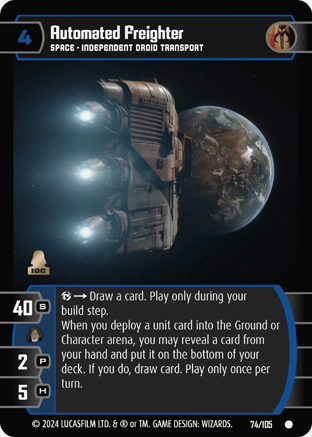 4
Automated Freighter
SPACE - INDEPENDENT DROID TRANSPORT
IDC
40 S
2 P
5 H
→ Draw a card. Play only during your
build step.
When you deploy a unit card into the Ground or
Character arena, you may reveal a card from
your hand and put it on the bottom of your
deck. If you do, draw card. Play only once per
turn.
© 2024 LUCASFILM LTD. & ® or TM. GAME DESIGN: WIZARDS. 74/105